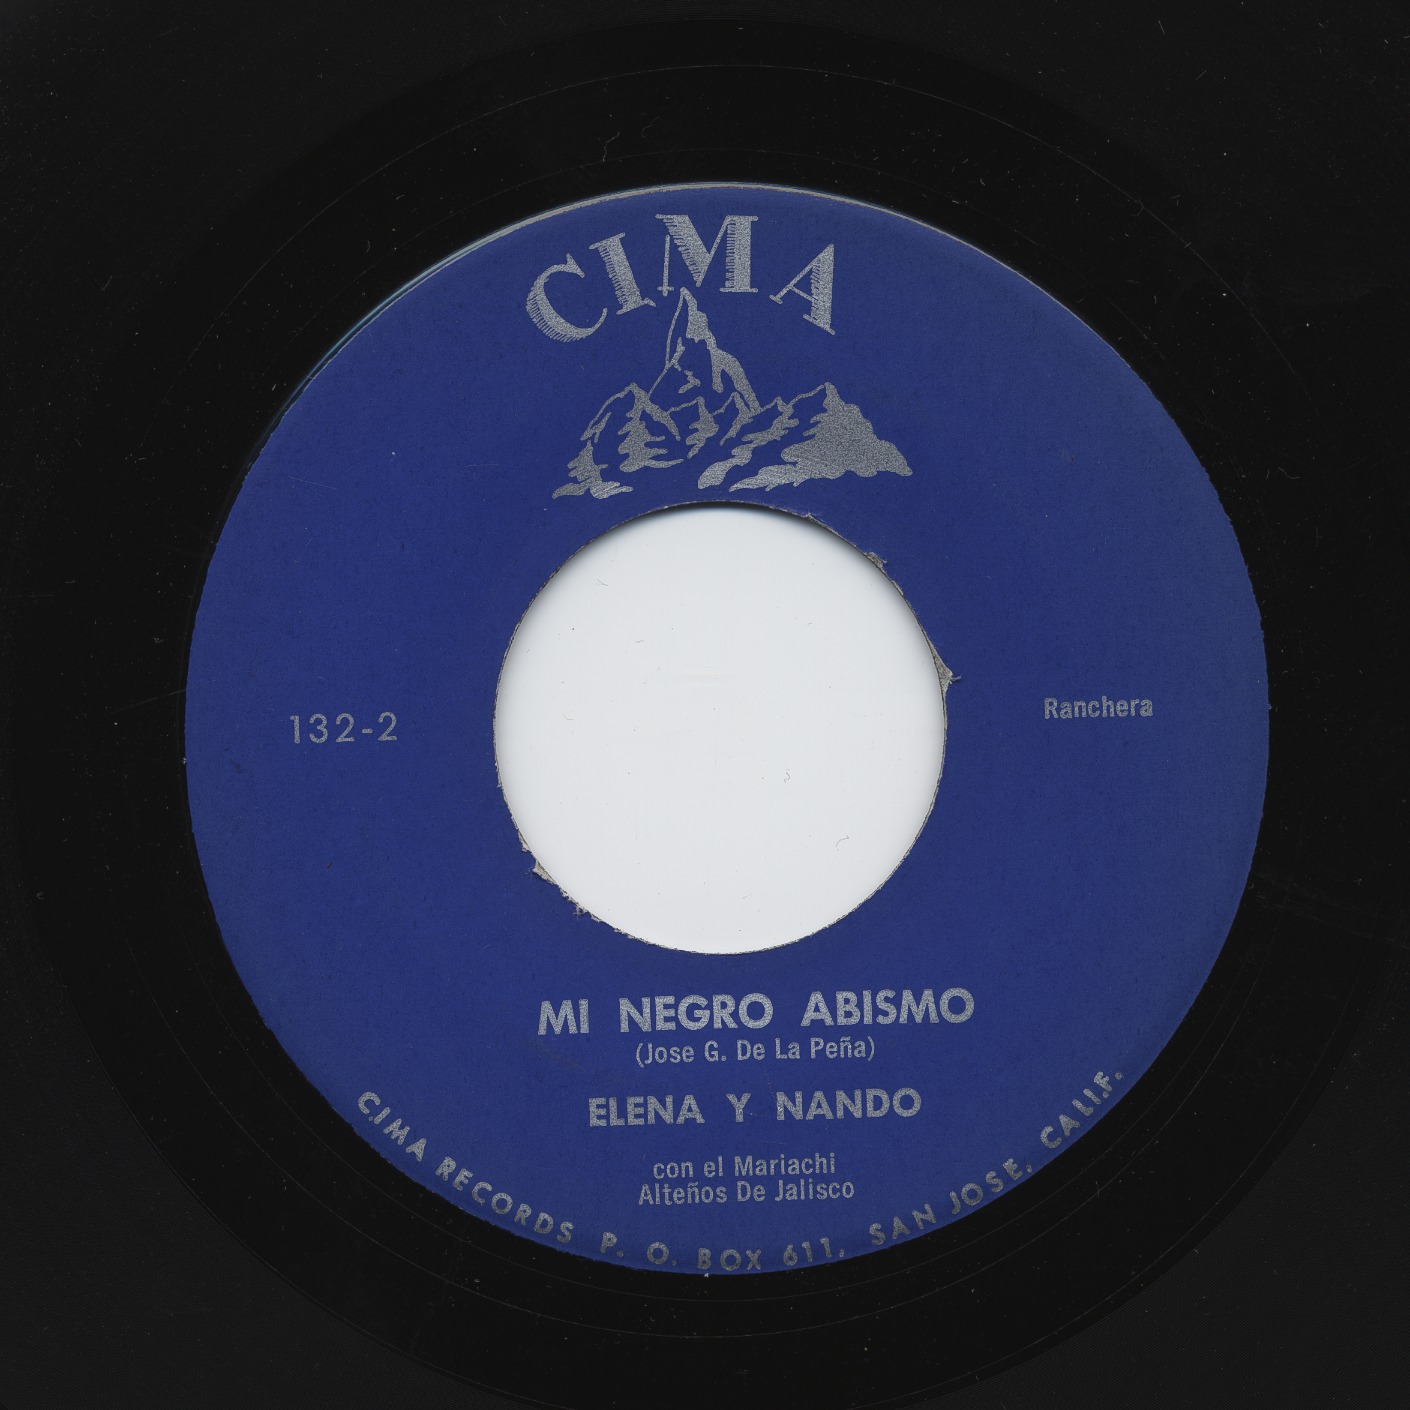 CIMA
132-2
Ranchera
MI NEGRO ABISMO
(Jose G. De La Peña)
ELENA Y NANDO
con el Mariachi
Alteños De Jalisco
CIMA RECORDS P. O. BOX 611, SAN JOSE, CALIF.